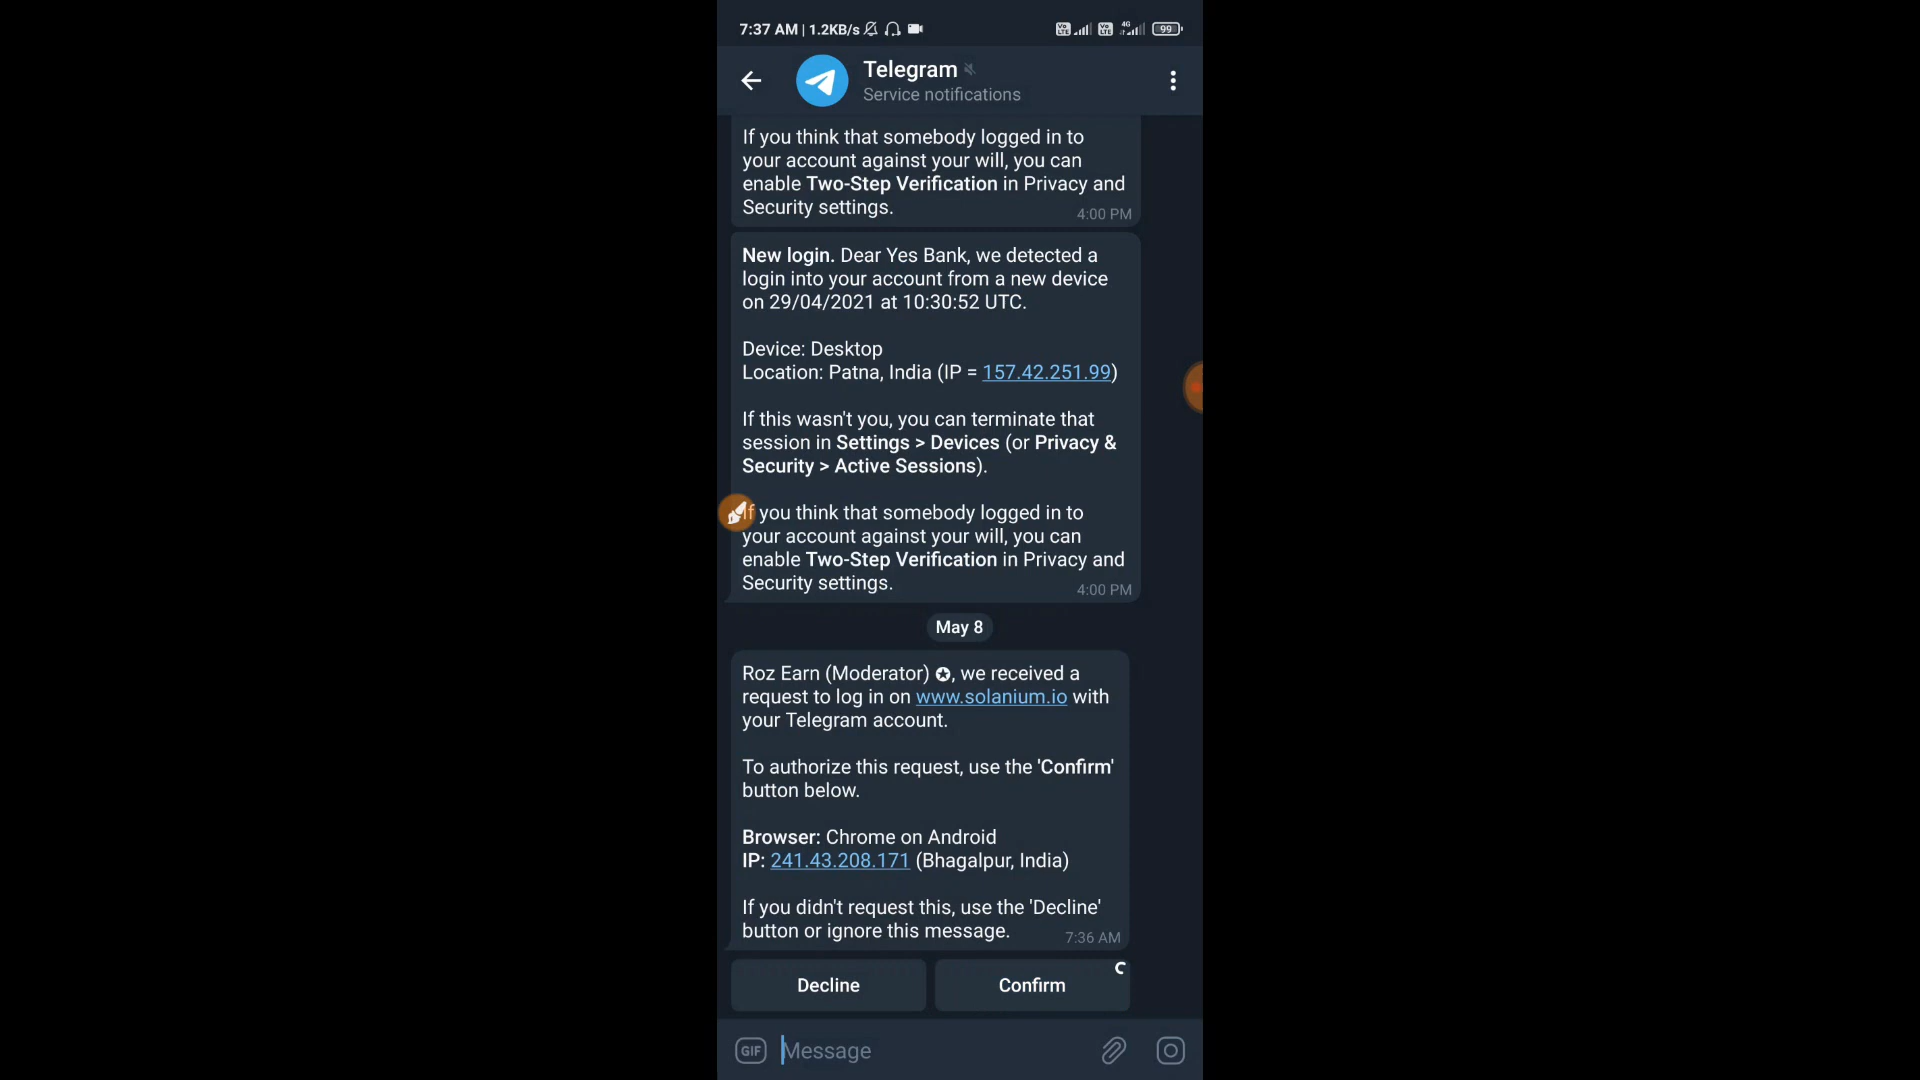 7:37 AM | 1.2KB/s
4G
99
Telegram
Service notifications
If you think that somebody logged in to
your account against your will, you can
enable Two-Step Verification in Privacy and
Security settings.
4:00 PM
New login. Dear Yes Bank, we detected a
login into your account from a new device
on 29/04/2021 at 10:30:52 UTC.
Device: Desktop
Location: Patna, India (IP = 157.42.251.99)
If this wasn't you, you can terminate that
session in Settings > Devices (or Privacy &
Security > Active Sessions).
If you think that somebody logged in to
your account against your will, you can
enable Two-Step Verification in Privacy and
Security settings.
4:00 PM
May 8
Roz Earn (Moderator) ✪, we received a
request to log in on www.solanium.io with
your Telegram account.
To authorize this request, use the 'Confirm'
button below.
Browser: Chrome on Android
IP: 241.43.208.171 (Bhagalpur, India)
If you didn't request this, use the 'Decline'
button or ignore this message.
7:36 AM
Decline
Confirm
GIF
Message